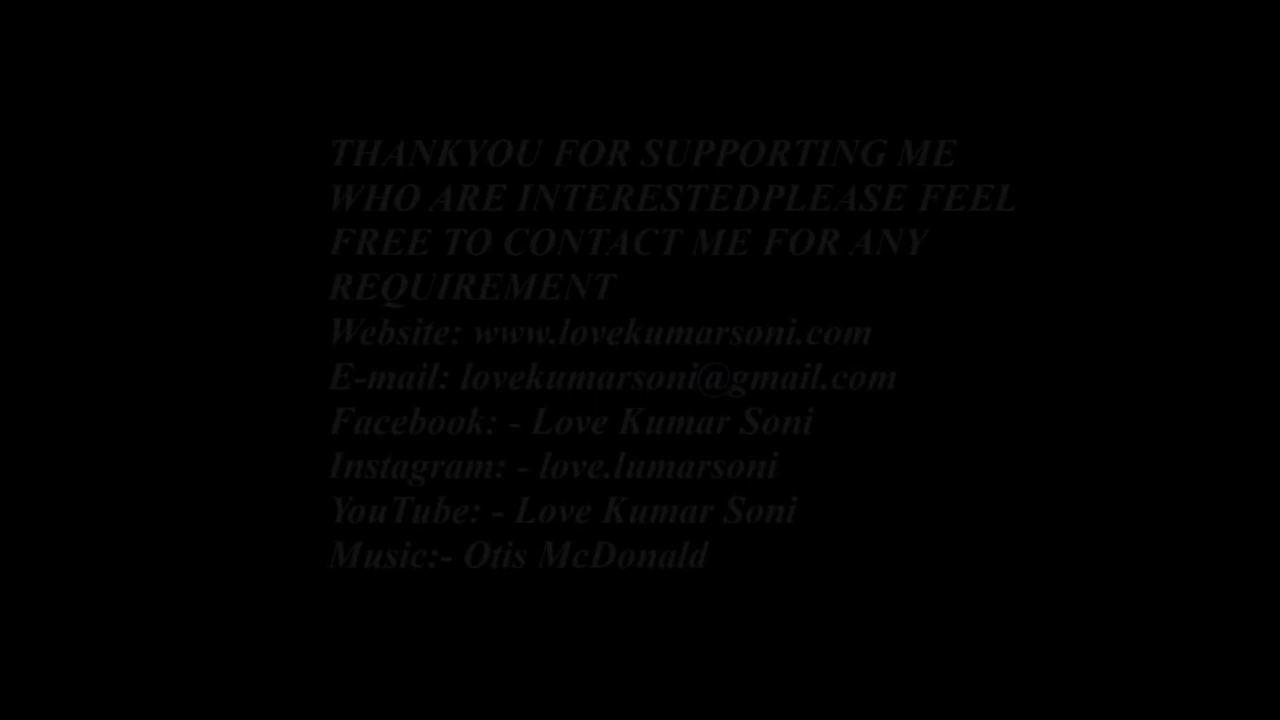 THANKYOU FOR SUPPORTING ME
WHO ARE INTERESTEDPLEASE FEEL
FREE TO CONTACT ME FOR ANY
REQUIREMENT
Website: www.lovekumarsoni.com
E-mail: lovekumarsoni@gmail.com
Facebook: - Love Kumar Soni
Instagram: - love.lumarsoni
YouTube: - Love Kumar Soni
Music:- Otis McDonald